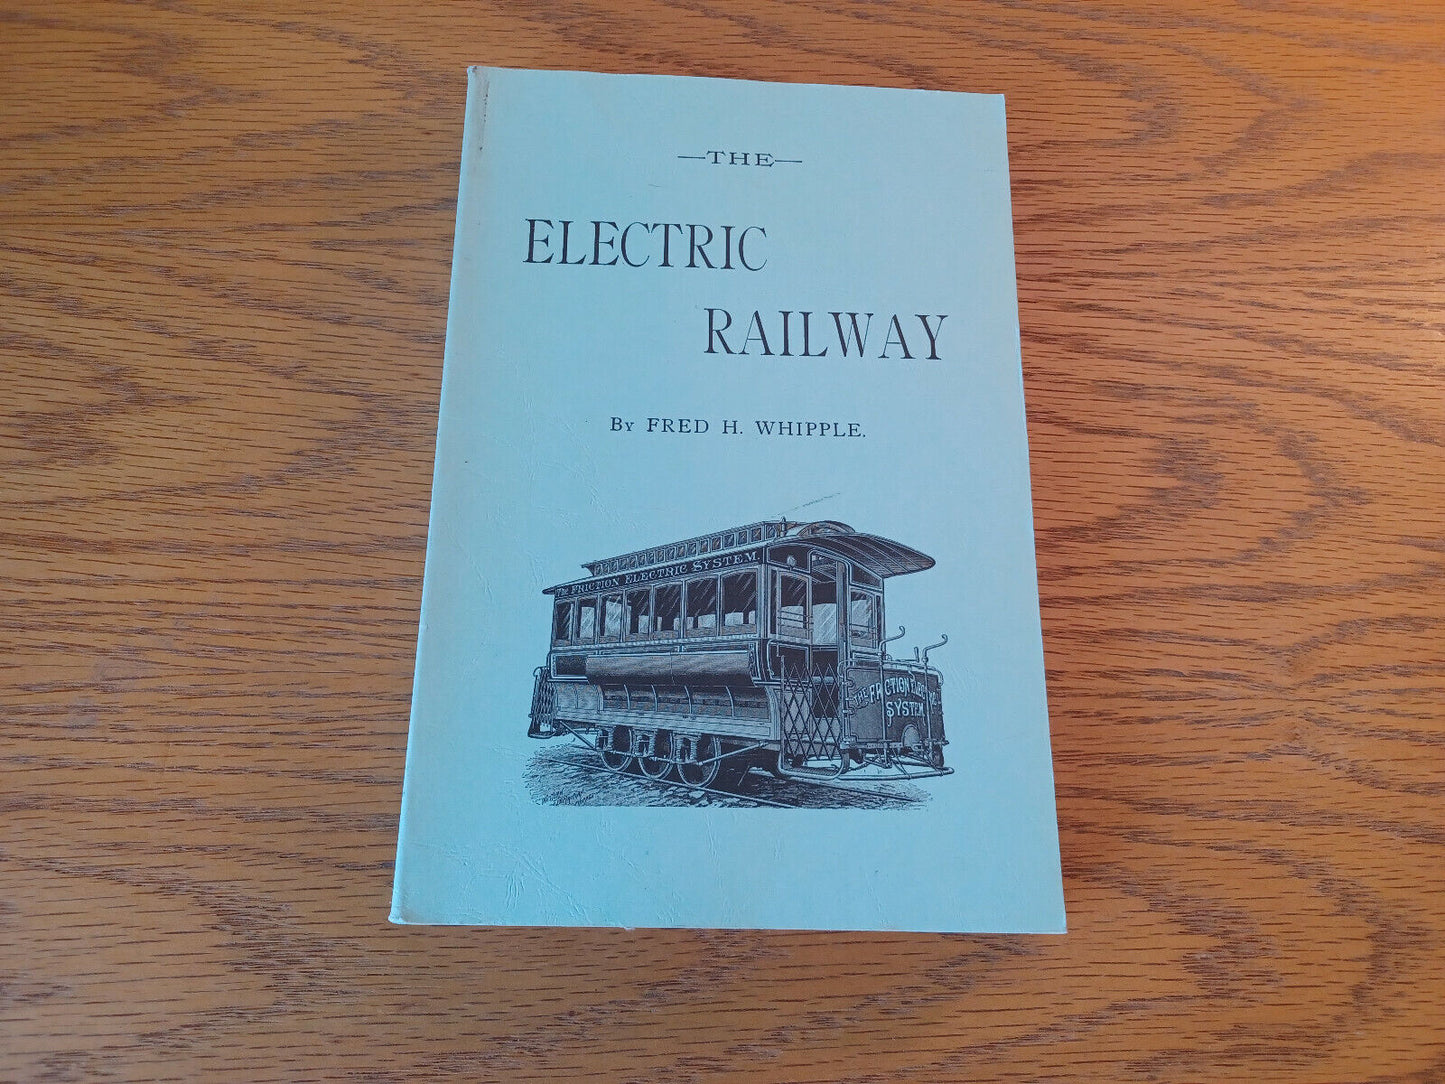 —THE—
ELECTRIC
RAILWAY
By FRED H. WHIPPLE.
THE FRICTION ELECTRIC SYSTEM.
THE FRICTION
SYSTEM